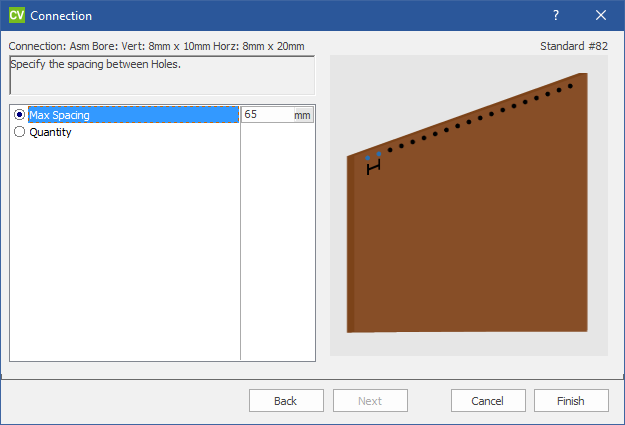 CV Connection ?
Connection: Asm Bore: Vert: 8mm x 10mm Horz: 8mm x 20mm Standard #82
Specify the spacing between Holes.
Max Spacing 65 mm
Quantity
Back Next Cancel Finish